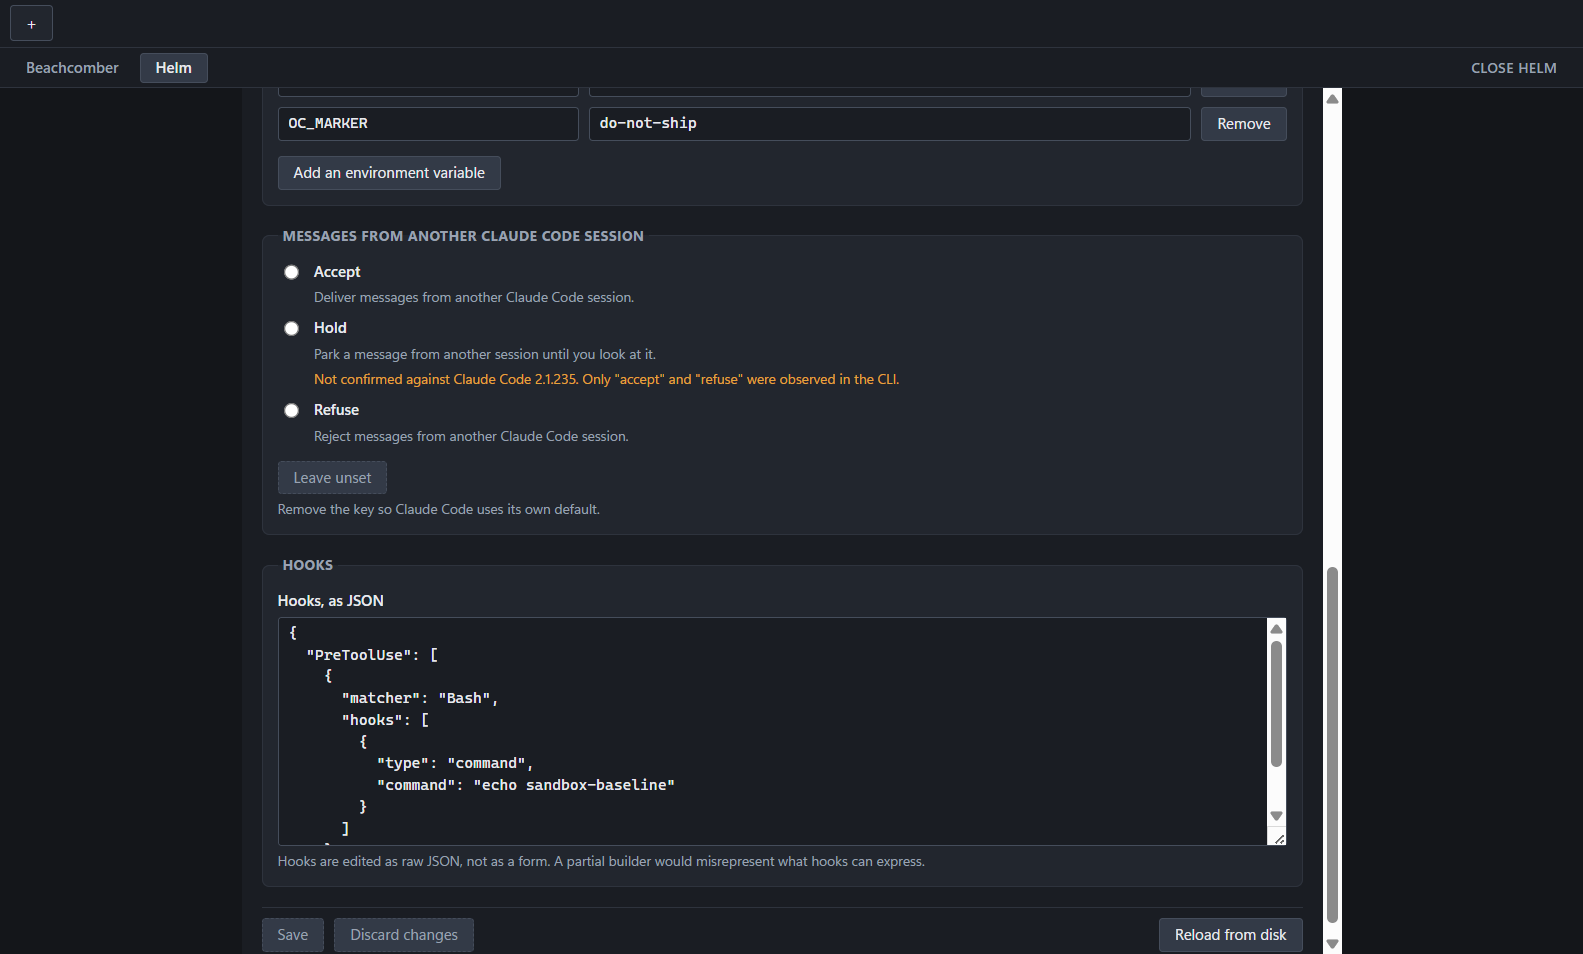 +
Beachcomber
Helm
CLOSE HELM
OC_MARKER
do-not-ship
Remove
Add an environment variable
MESSAGES FROM ANOTHER CLAUDE CODE SESSION
Accept
Deliver messages from another Claude Code session.
Hold
Park a message from another session until you look at it.
Not confirmed against Claude Code 2.1.235. Only "accept" and "refuse" were observed in the CLI.
Refuse
Reject messages from another Claude Code session.
Leave unset
Remove the key so Claude Code uses its own default.
HOOKS
Hooks, as JSON
{
  "PreToolUse": [
    {
      "matcher": "Bash",
      "hooks": [
        {
          "type": "command",
          "command": "echo sandbox-baseline"
        }
      ]
Hooks are edited as raw JSON, not as a form. A partial builder would misrepresent what hooks can express.
Save
Discard changes
Reload from disk